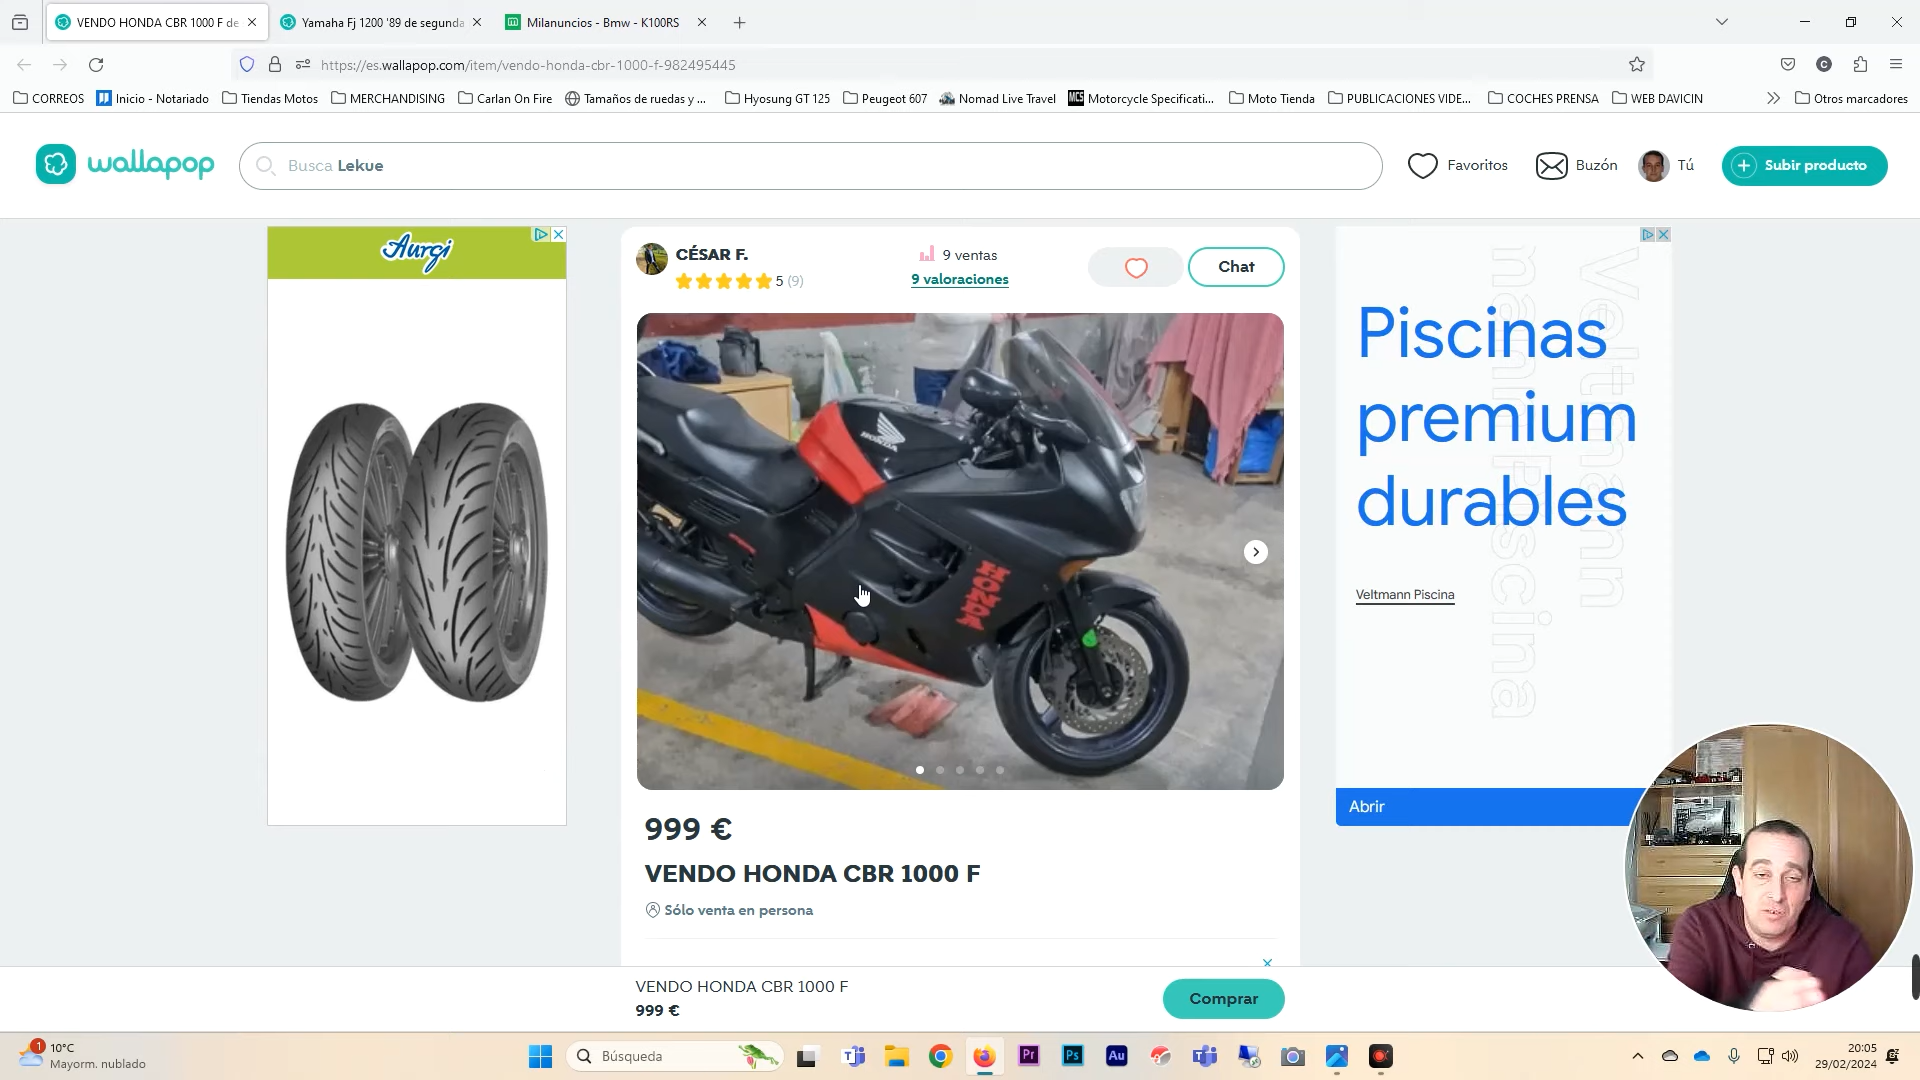 VENDO HONDA CBR 1000 F de
Yamaha Fj 1200 '89 de segunda
Milanuncios - Bmw - K100RS
https://es.wallapop.com/item/vendo-honda-cbr-1000-f-982495445
CORREOS
Inicio - Notariado
Tiendas Motos
MERCHANDISING
Carlan On Fire
Tamaños de ruedas y ...
Hyosung GT 125
Peugeot 607
Nomad Live Travel
Motorcycle Specificati...
Moto Tienda
PUBLICACIONES VIDE...
COCHES PRENSA
WEB DAVICIN
Otros marcadores
wallapop
Busca Lekue
Favoritos
Buzón
Tú
Subir producto
Aurgi
CÉSAR F.
5 (9)
9 ventas
9 valoraciones
Chat
HONDA
HONDA
Piscinas
premium
durables
Veltmann Piscina
Abrir
999 €
VENDO HONDA CBR 1000 F
Sólo venta en persona
VENDO HONDA CBR 1000 F
999 €
Comprar
1
10°C
Mayorm. nublado
Búsqueda
Pr
Ps
Au
20:05
29/02/2024